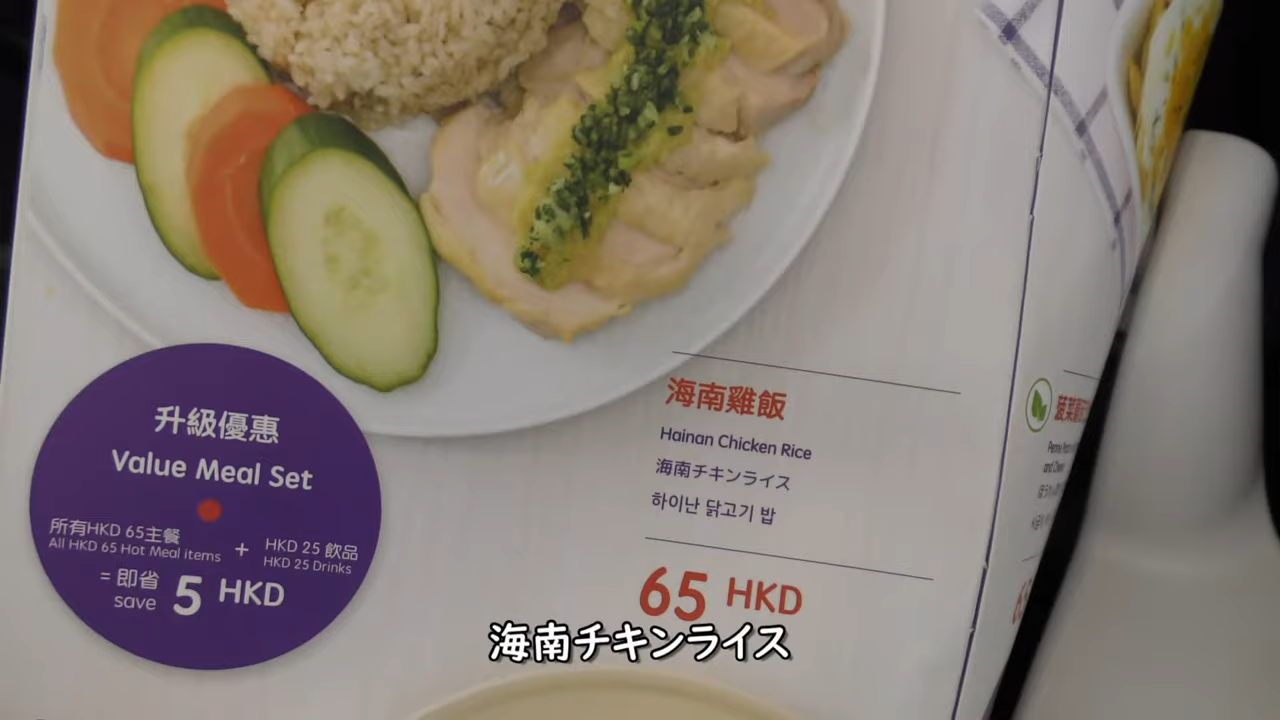 升級優惠
Value Meal Set
所有HKD 65主餐
All HKD 65 Hot Meal items
+
HKD 25 飲品
HKD 25 Drinks
= 即省
save
5 HKD
海南雞飯
Hainan Chicken Rice
海南チキンライス
하이난 닭고기 밥
65 HKD
and Cheese
海南チキンライス